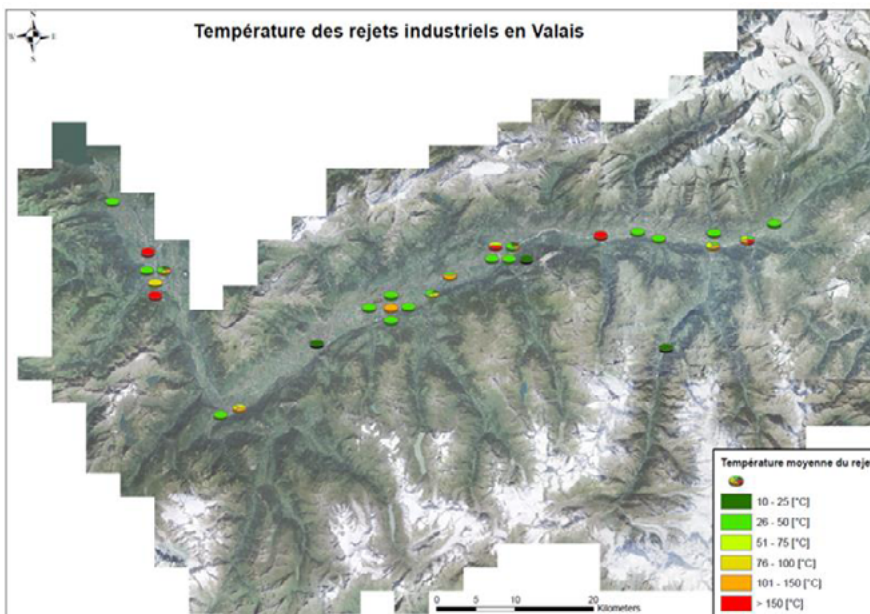 Température des rejets industriels en Valais
N
W E
S
Température moyenne du reje
10 - 25 [°C]
26 - 50 [°C]
51 - 75 [°C]
76 - 100 [°C]
101 - 150 [°C]
> 150 [°C]
0 5 10 20
Kilometers